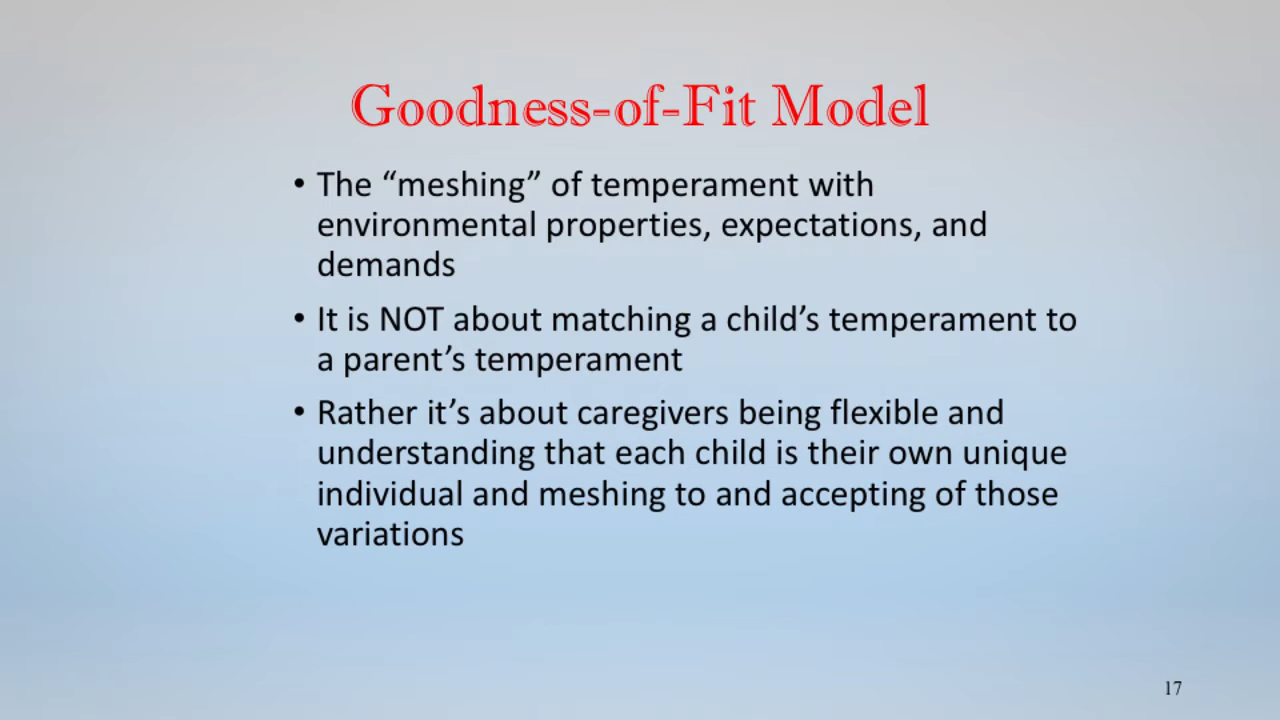 Goodness-of-Fit Model
• The “meshing” of temperament with
environmental properties, expectations, and
demands
• It is NOT about matching a child’s temperament to
a parent’s temperament
• Rather it’s about caregivers being flexible and
understanding that each child is their own unique
individual and meshing to and accepting of those
variations
17